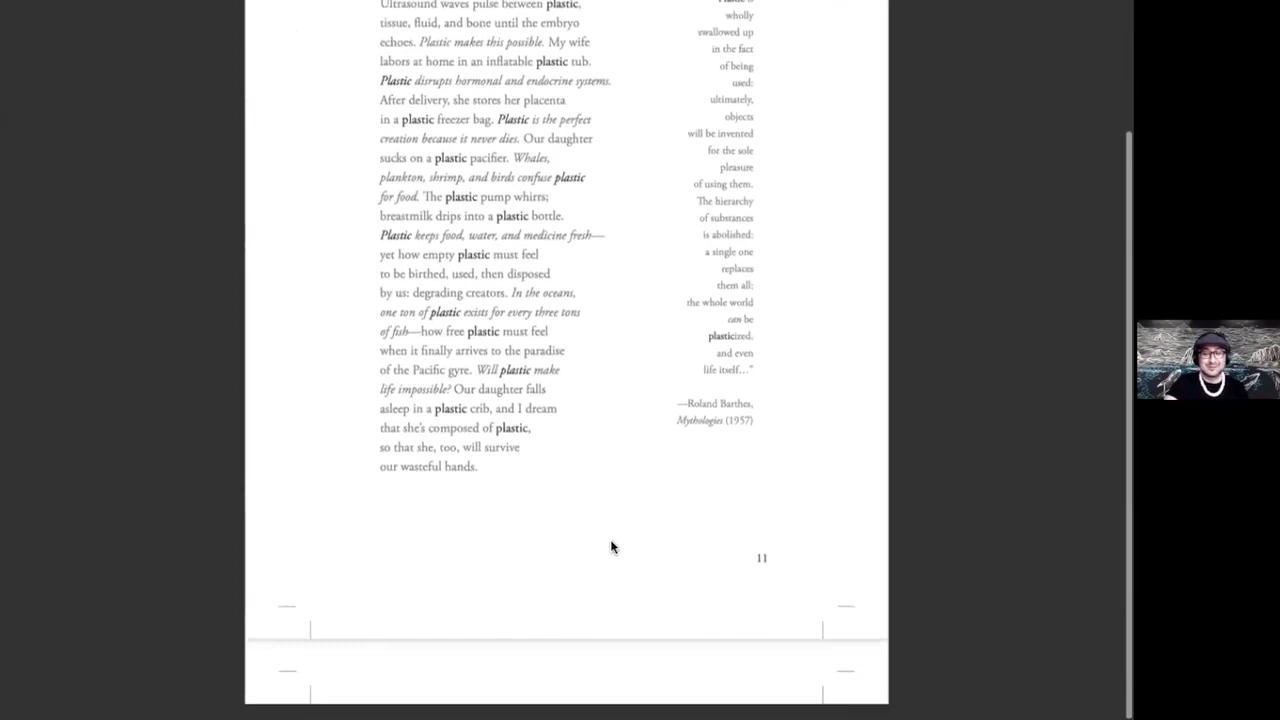 Ultrasound waves pulse between plastic,
tissue, fluid, and bone until the embryo
echoes. Plastic makes this possible. My wife
labors at home in an inflatable plastic tub.
Plastic disrupts hormonal and endocrine systems.
After delivery, she stores her placenta
in a plastic freezer bag. Plastic is the perfect
creation because it never dies. Our daughter
sucks on a plastic pacifier. Whales,
plankton, shrimp, and birds confuse plastic
for food. The plastic pump whirrs;
breastmilk drips into a plastic bottle.
Plastic keeps food, water, and medicine fresh—
yet how empty plastic must feel
to be birthed, used, then disposed
by us: degrading creators. In the oceans,
one ton of plastic exists for every three tons
of fish—how free plastic must feel
when it finally arrives to the paradise
of the Pacific gyre. Will plastic make
life impossible? Our daughter falls
asleep in a plastic crib, and I dream
that she's composed of plastic,
so that she, too, will survive
our wasteful hands.
wholly
swallowed up
in the fact
of being
used:
ultimately,
objects
will be invented
for the sole
pleasure
of using them.
The hierarchy
of substances
is abolished:
a single one
replaces
them all:
the whole world
can be
plasticized,
and even
life itself…"
—Roland Barthes,
Mythologies (1957)
11